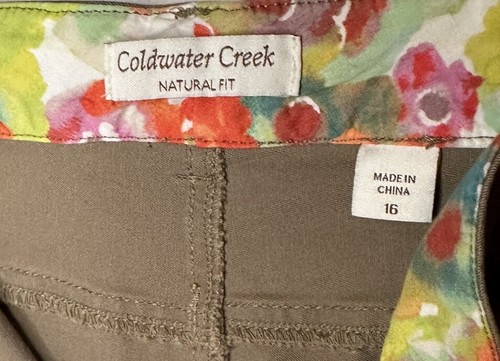 Coldwater Creek
NATURAL FIT
MADE IN
CHINA
16